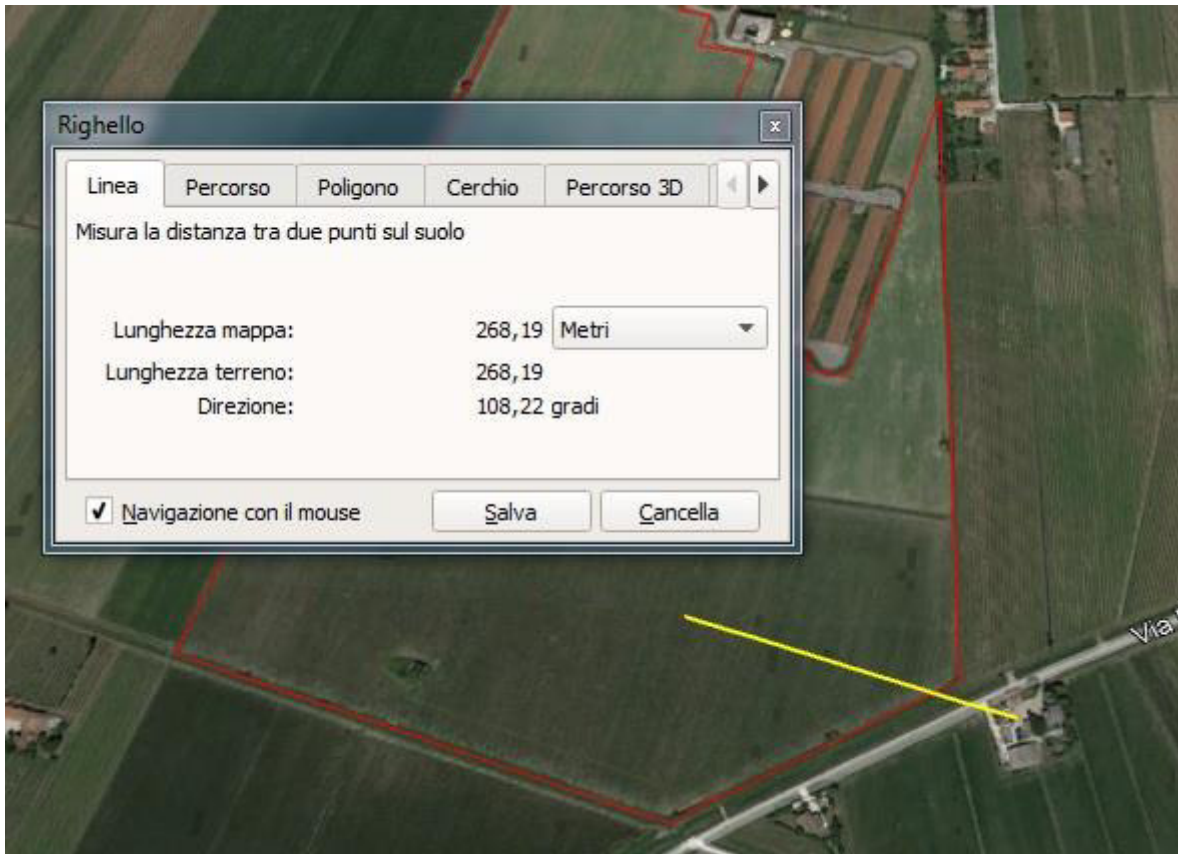 Righello
Linea Percorso Poligono Cerchio Percorso 3D
Misura la distanza tra due punti sul suolo
Lunghezza mappa: 268,19 Metri
Lunghezza terreno: 268,19
Direzione: 108,22 gradi
Navigazione con il mouse Salva Cancella
Via